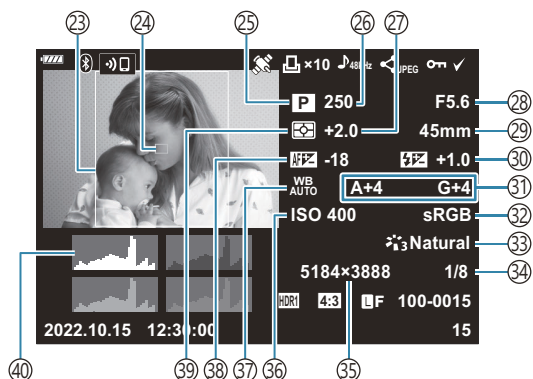 ㉓ ㉔ ㉕ ㉖ ㉗
×10 48kHz JPEG
P 250 F5.6 ㉘
+2.0 45mm ㉙
AF -18 +1.0 ㉚
WB AUTO A+4 G+4 ㉛
ISO 400 sRGB ㉜
3 Natural ㉝
5184×3888 1/8 ㉞
HDR1 4:3 L F 100-0015
2022.10.15 12:30:00 15
㊵ ㊴ ㊳ ㊲ ㊱ ㉟